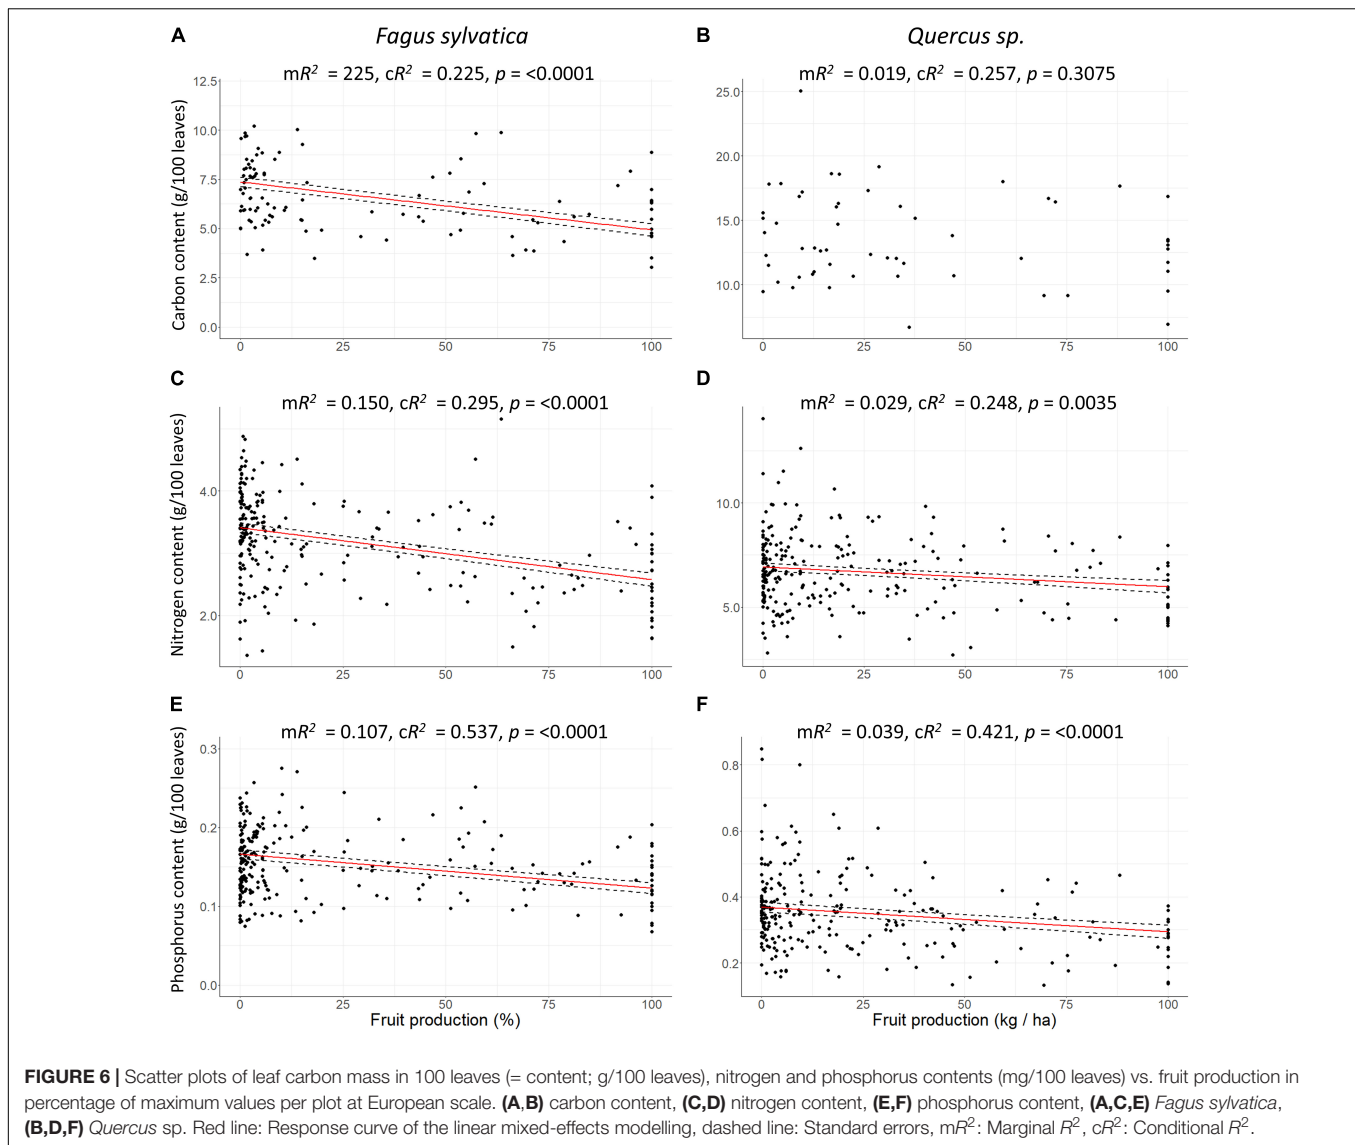 A
Fagus sylvatica
B
Quercus sp.
mR² = 225, cR² = 0.225, p = <0.0001
mR² = 0.019, cR² = 0.257, p = 0.3075
Carbon content (g/100 leaves)
12.5
10.0
7.5
5.0
2.5
0.0
0 25 50 75 100
25.0
20.0
15.0
10.0
0 25 50 75 100
C
D
mR² = 0.150, cR² = 0.295, p = <0.0001
mR² = 0.029, cR² = 0.248, p = 0.0035
Nitrogen content (g/100 leaves)
4.0
2.0
0 25 50 75 100
10.0
5.0
0 25 50 75 100
E
F
mR² = 0.107, cR² = 0.537, p = <0.0001
mR² = 0.039, cR² = 0.421, p = <0.0001
Phosphorus content (g/100 leaves)
0.3
0.2
0.1
0.0
0 25 50 75 100
Fruit production (%)
0.8
0.6
0.4
0.2
0 25 50 75 100
Fruit production (kg / ha)
FIGURE 6 | Scatter plots of leaf carbon mass in 100 leaves (= content; g/100 leaves), nitrogen and phosphorus contents (mg/100 leaves) vs. fruit production in
percentage of maximum values per plot at European scale. (A,B) carbon content, (C,D) nitrogen content, (E,F) phosphorus content, (A,C,E) Fagus sylvatica,
(B,D,F) Quercus sp. Red line: Response curve of the linear mixed-effects modelling, dashed line: Standard errors, mR²: Marginal R², cR²: Conditional R².